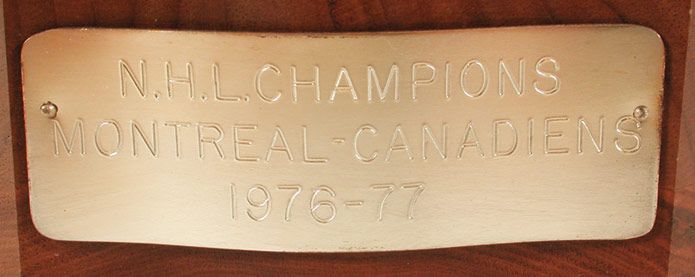 N.H.L. CHAMPIONS
MONTREAL-CANADIENS
1976-77